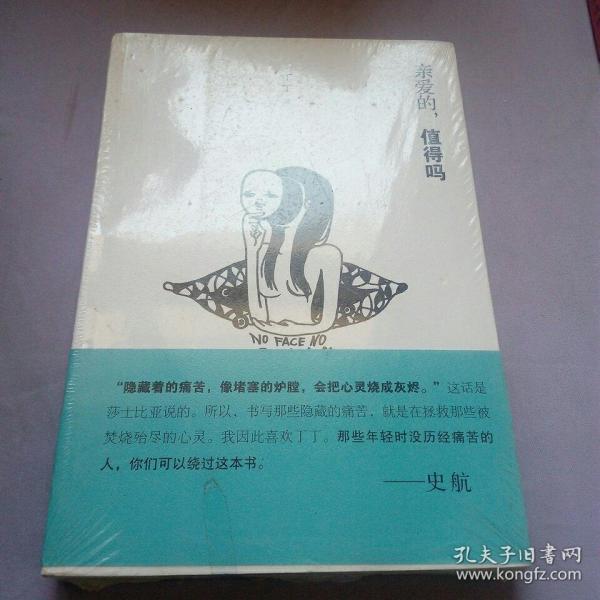 亲爱的，
值得吗
NO FACE NO
“隐藏着的痛苦，像堵塞的炉膛，会把心灵烧成灰烬。”这话是
莎士比亚说的。所以，书写那些隐藏的痛苦，就是在拯救那些被
焚烧殆尽的心灵。我因此喜欢丁丁。那些年轻时没历经痛苦的
人，你们可以绕过这本书。
——史航
孔夫子旧书网
www.kongfz.com